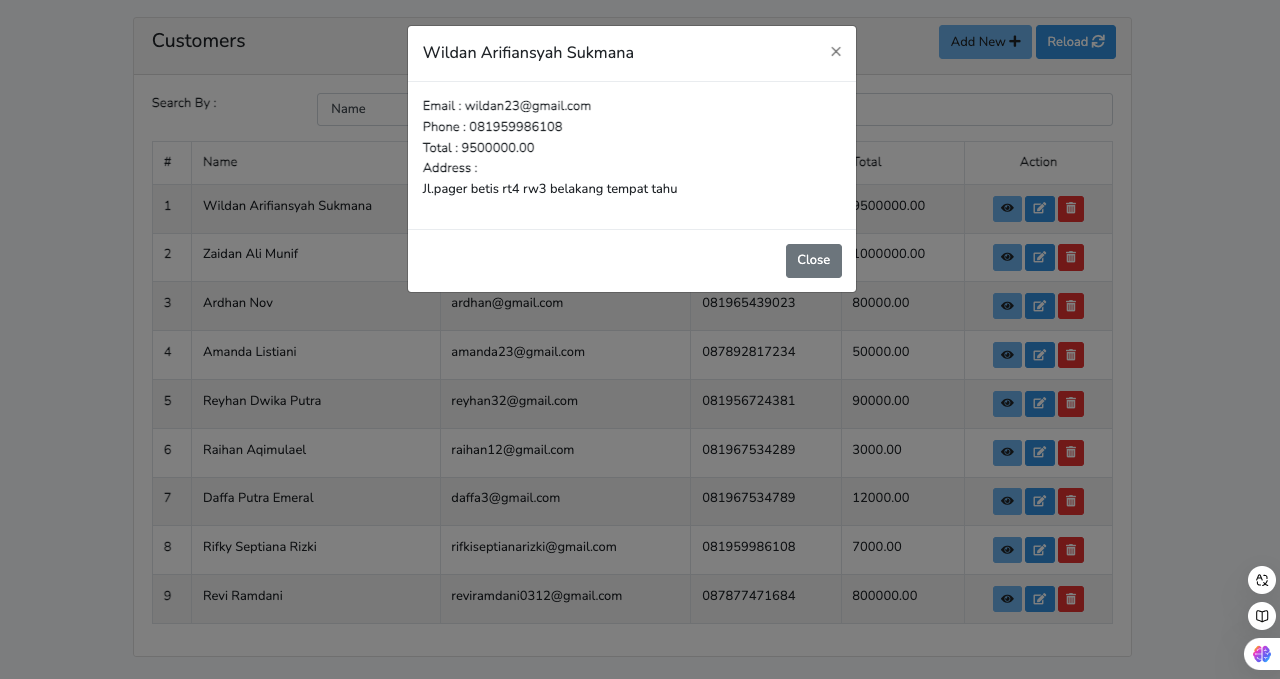 Customers
Add New
Reload
Wildan Arifiansyah Sukmana
×
Email : wildan23@gmail.com
Phone : 081959986108
Total : 9500000.00
Address :
Jl.pager betis rt4 rw3 belakang tempat tahu
Close
Search By :
Name
# Name Total Action
1 Wildan Arifiansyah Sukmana 9500000.00
2 Zaidan Ali Munif 1000000.00
3 Ardhan Nov ardhan@gmail.com 081965439023 80000.00
4 Amanda Listiani amanda23@gmail.com 087892817234 50000.00
5 Reyhan Dwika Putra reyhan32@gmail.com 081956724381 90000.00
6 Raihan Aqimulael raihan12@gmail.com 081967534289 3000.00
7 Daffa Putra Emeral daffa3@gmail.com 081967534789 12000.00
8 Rifky Septiana Rizki rifkiseptianarizki@gmail.com 081959986108 7000.00
9 Revi Ramdani reviramdani0312@gmail.com 087877471684 800000.00